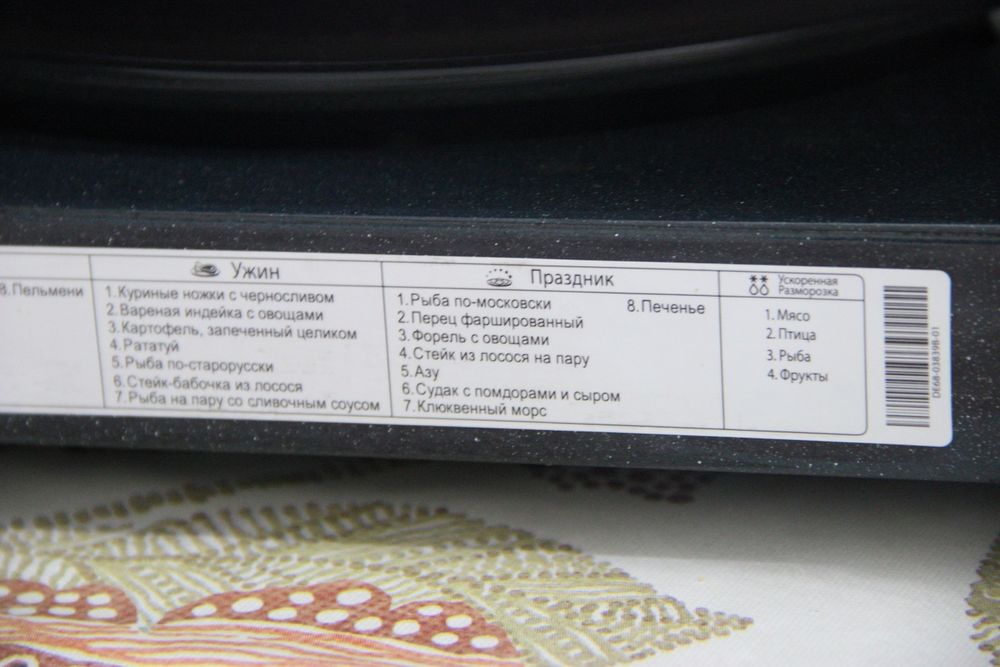 8.Пельмени
Ужин
1.Куриные ножки с черносливом
2.Вареная индейка с овощами
3.Картофель, запеченный целиком
4.Рататуй
5.Рыба по-старорусски
6.Стейк-бабочка из лосося
7.Рыба на пару со сливочным соусом
Праздник
1.Рыба по-московски
2.Перец фаршированный
3.Форель с овощами
4.Стейк из лосося на пару
5.Азу
6.Судак с помдорами и сыром
7.Клюквенный морс
8.Печенье
Ускоренная
Разморозка
1. Мясо
2. Птица
3. Рыба
4. Фрукты
DE68-03839B-01